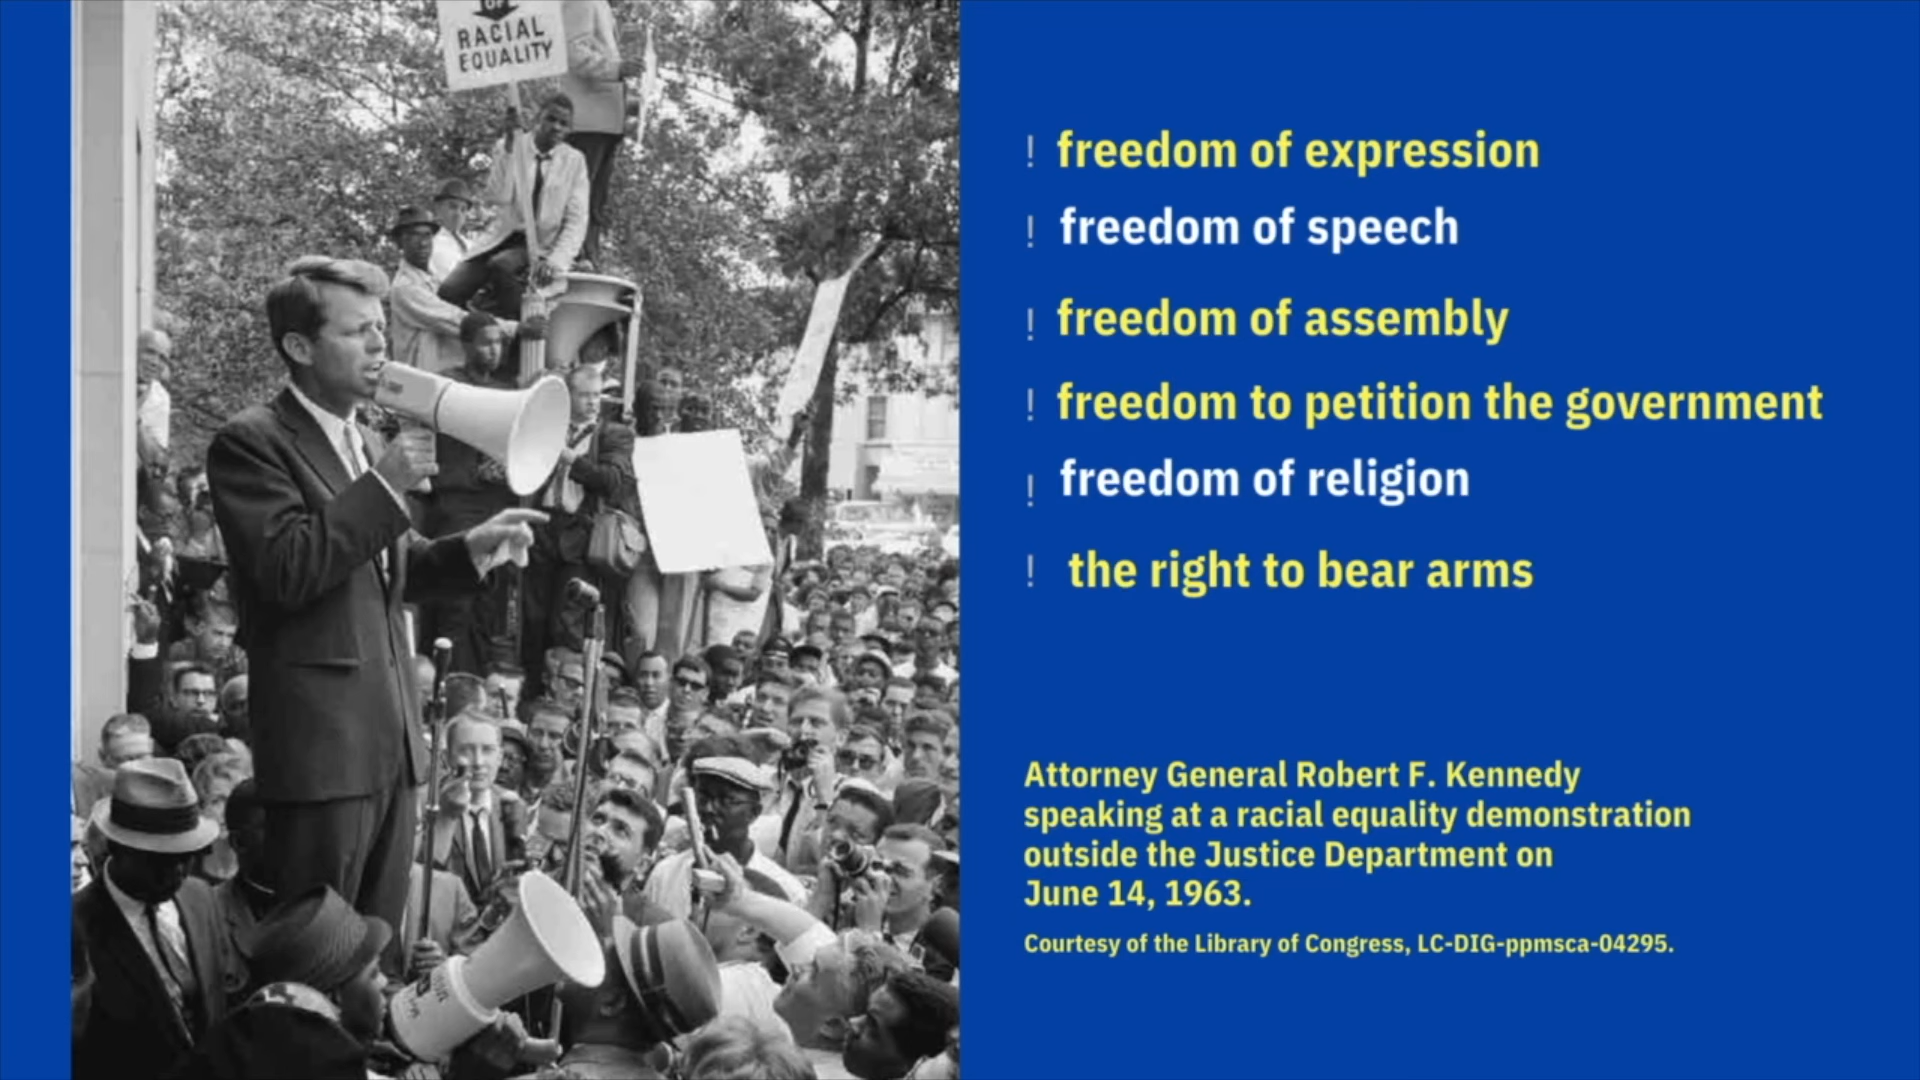 OF
RACIAL
EQUALITY
! freedom of expression
! freedom of speech
! freedom of assembly
! freedom to petition the government
! freedom of religion
! the right to bear arms
Attorney General Robert F. Kennedy
speaking at a racial equality demonstration
outside the Justice Department on
June 14, 1963.
Courtesy of the Library of Congress, LC-DIG-ppmsca-04295.